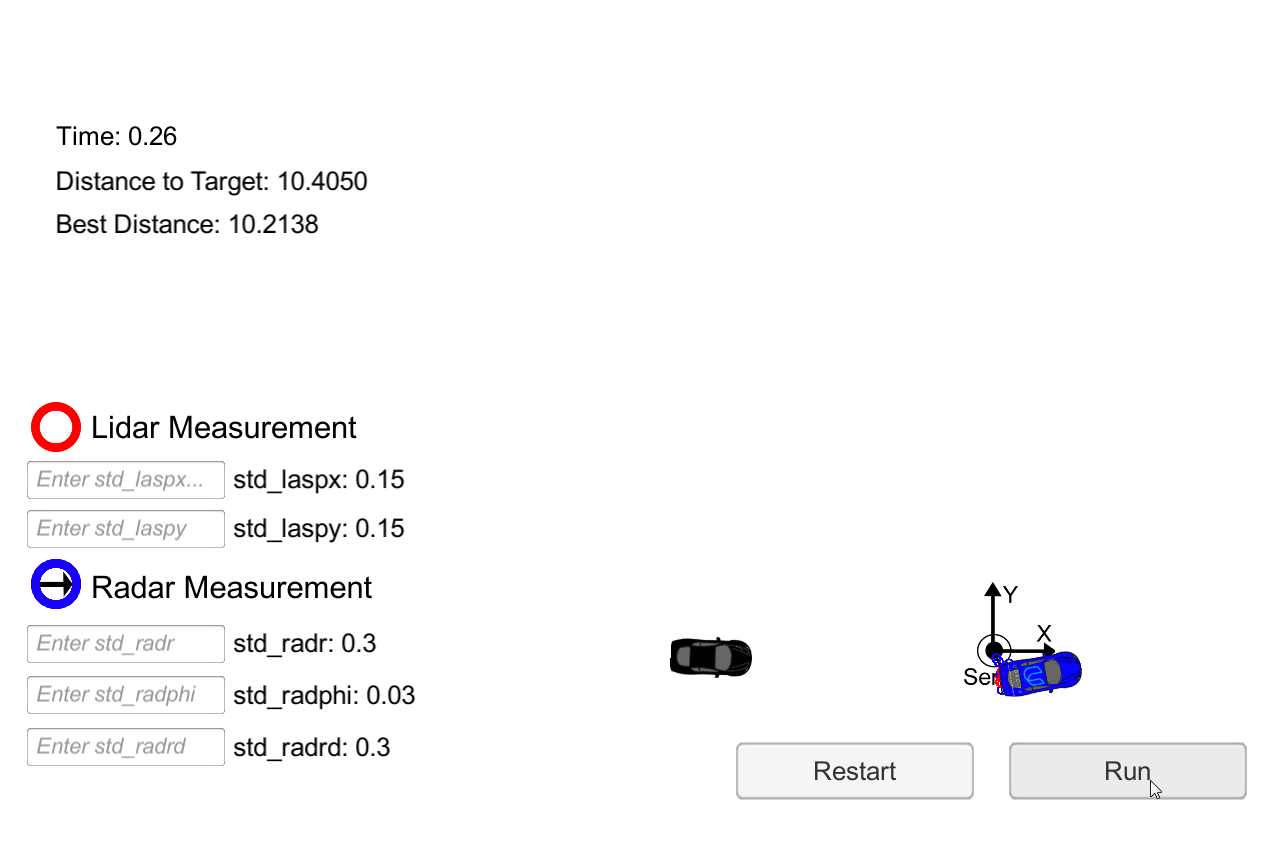 Time: 0.26
Distance to Target: 10.4050
Best Distance: 10.2138
Lidar Measurement
Enter std_laspx... std_laspx: 0.15
Enter std_laspy std_laspy: 0.15
Radar Measurement
Enter std_radr std_radr: 0.3
Enter std_radphi std_radphi: 0.03
Enter std_radrd std_radrd: 0.3
Y
X
Ser
Restart
Run